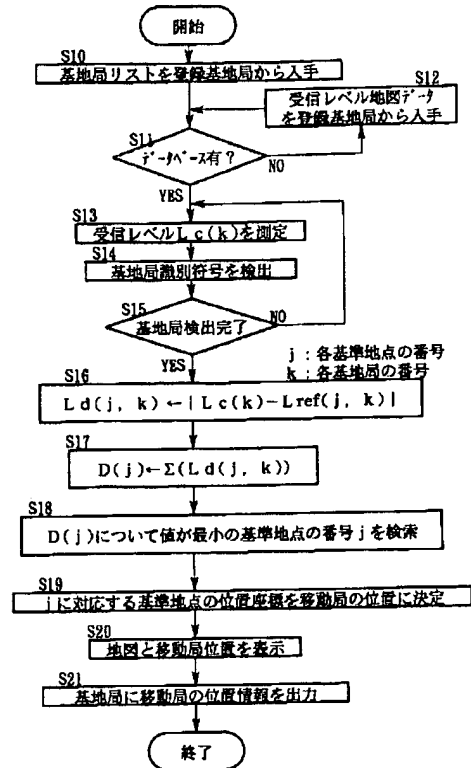 開始
S10
基地局リストを登録基地局から入手
S12
受信レベル地図データ
を登録基地局から入手
S11
データベース有?
NO
YES
S13
受信レベルLc(k)を測定
S14
基地局識別符号を検出
S15
基地局検出完了
NO
YES
j:各基準地点の番号
k:各基地局の番号
S16
Ld(j, k)←|Lc(k)−Lref(j, k)|
S17
D(j)←Σ(Ld(j, k))
S18
D(j)について値が最小の基準地点の番号jを検索
S19
jに対応する基準地点の位置座標を移動局の位置に決定
S20
地図と移動局位置を表示
S21
基地局に移動局の位置情報を出力
終了